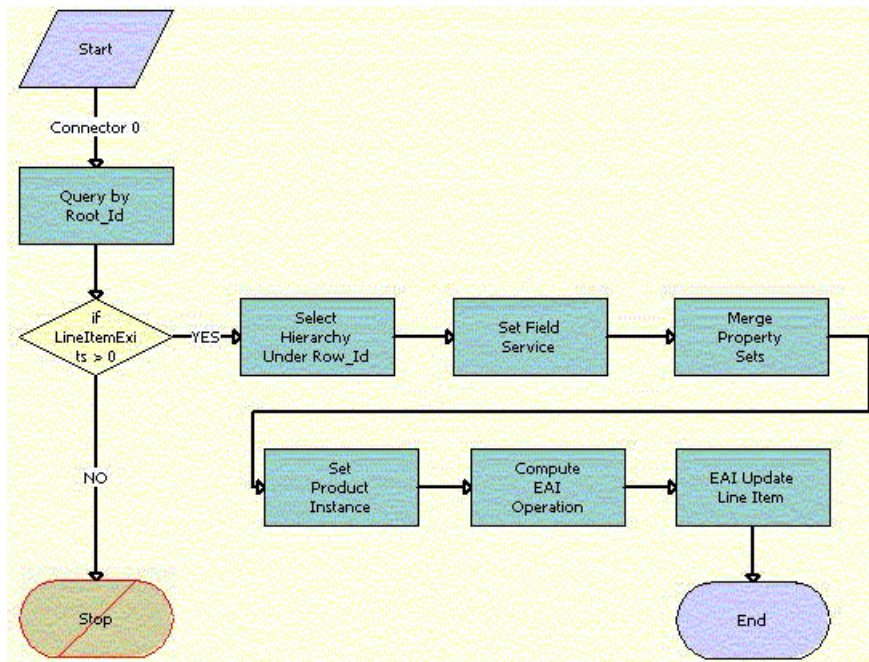 Start
Connector 0
Query by
Root_Id
if
LineItemExi
ts > 0
YES
Select
Hierarchy
Under Row_Id
Set Field
Service
Merge
Property
Sets
NO
Set
Product
Instance
Compute
EAI
Operation
EAI Update
Line Item
Stop
End